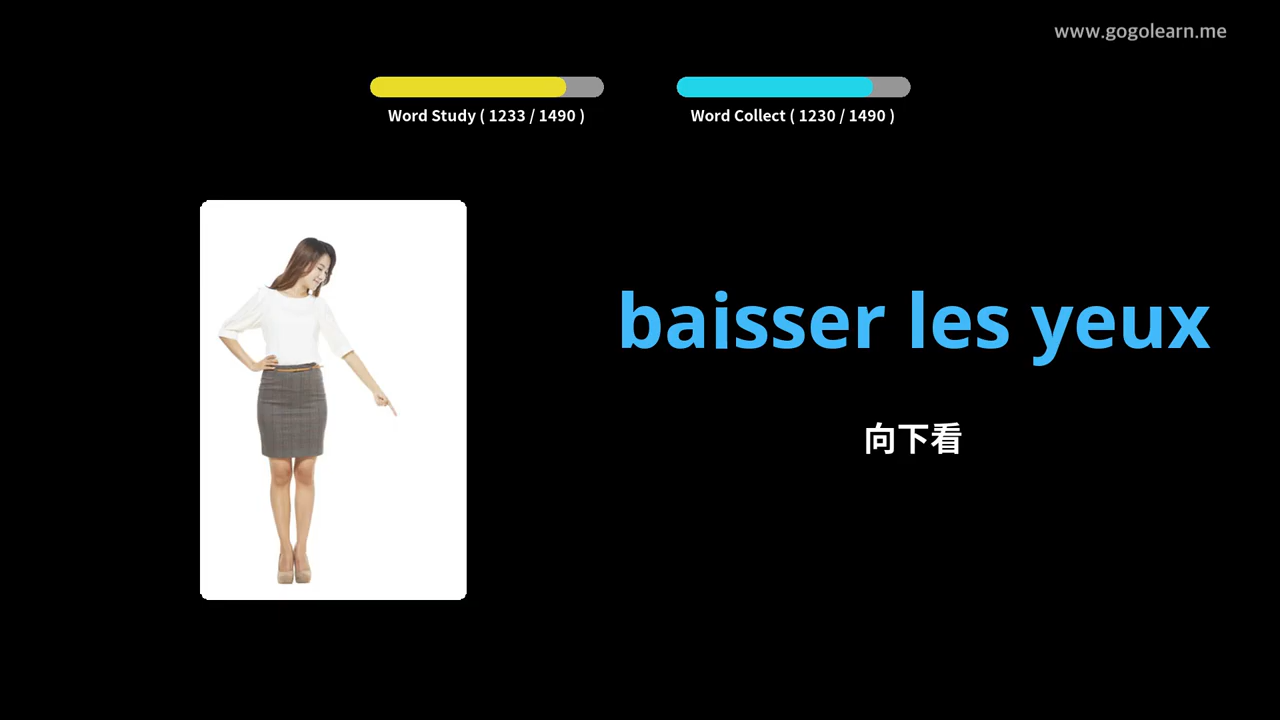 www.gogolearn.me
Word Study ( 1233 / 1490 )
Word Collect ( 1230 / 1490 )
baisser les yeux
向下看